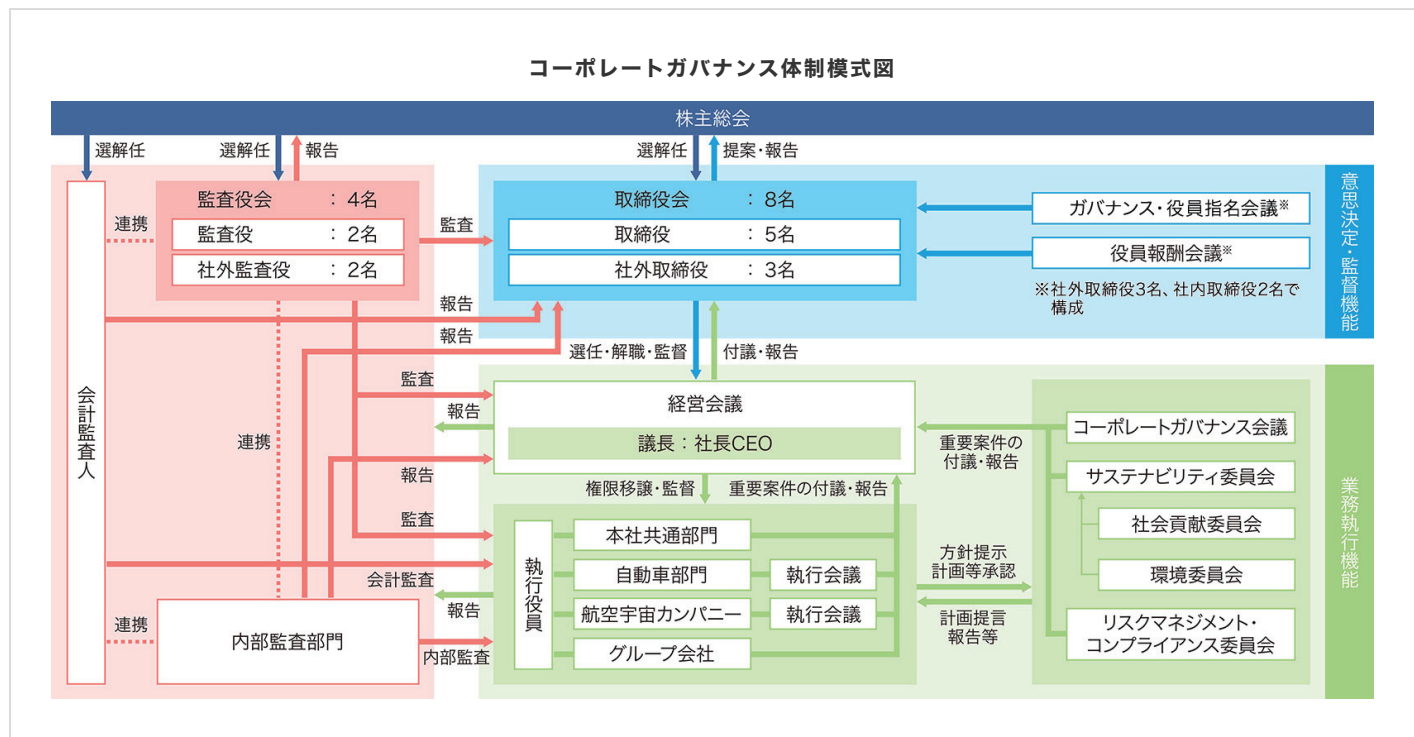 コーポレートガバナンス体制模式図
株主総会
選解任
選解任
報告
選解任
提案・報告
監査役会 : 4名
監査役 : 2名
社外監査役 : 2名
連携
監査
取締役会 : 8名
取締役 : 5名
社外取締役 : 3名
ガバナンス・役員指名会議※
役員報酬会議※
※社外取締役3名、社内取締役2名で
構成
意思決定・監督機能
報告
報告
選任・解職・監督
付議・報告
会計監査人
監査
報告
連携
報告
経営会議
議長：社長CEO
重要案件の
付議・報告
コーポレートガバナンス会議
サステナビリティ委員会
社会貢献委員会
環境委員会
リスクマネジメント・
コンプライアンス委員会
業務執行機能
権限移譲・監督
重要案件の付議・報告
監査
会計監査
報告
執行役員
本社共通部門
自動車部門
執行会議
航空宇宙カンパニー
執行会議
グループ会社
方針提示
計画等承認
計画提言
報告等
連携
内部監査部門
内部監査